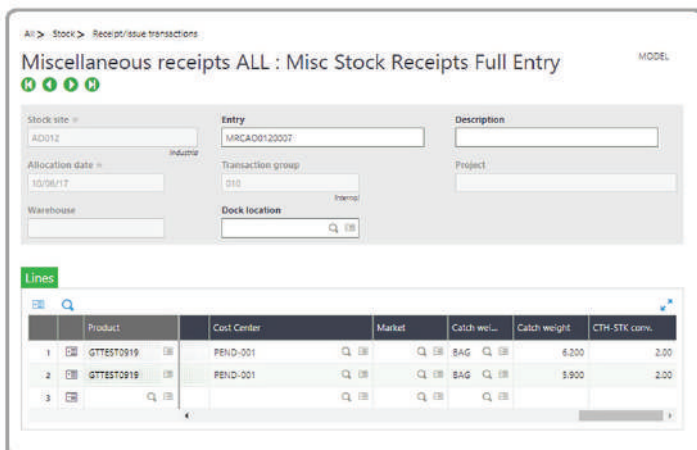 All > Stock > Receipt/Issue transactions
Miscellaneous receipts ALL : Misc Stock Receipts Full Entry
MODEL
Stock site
Entry
Description
AO012
MRCAO0120007
Industrie
Allocation date
Transaction group
Project
10/06/17
010
Internal
Warehouse
Dock location
Lines
Product Cost Center Market Catch wei... Catch weight CTH-STK conv.
1 GTTEST0919 PEND-001 BAG 6.200 2.00
2 GTTEST0919 PEND-001 BAG 5.900 2.00
3